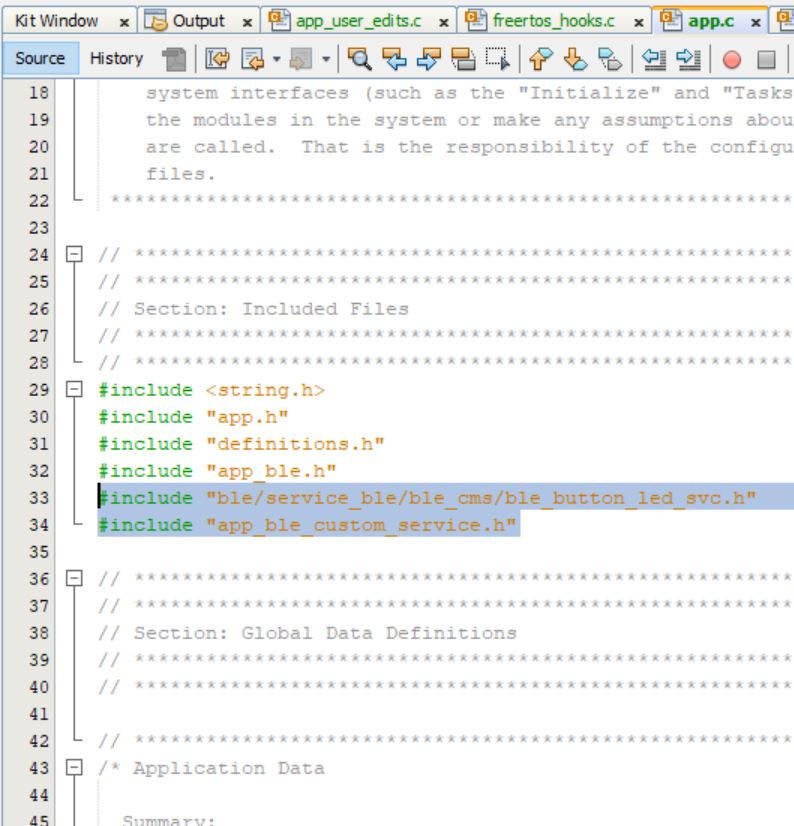 Kit Window x Output x app_user_edits.c x freertos_hooks.c x app.c x
Source History
18 system interfaces (such as the "Initialize" and "Tasks
19 the modules in the system or make any assumptions abou
20 are called.  That is the responsibility of the configu
21 files.
22 *********************************************************
23
24 // *******************************************************
25 // *******************************************************
26 // Section: Included Files
27 // *******************************************************
28 // *******************************************************
29 #include <string.h>
30 #include "app.h"
31 #include "definitions.h"
32 #include "app_ble.h"
33 #include "ble/service_ble/ble_cms/ble_button_led_svc.h"
34 #include "app_ble_custom_service.h"
35
36 // *******************************************************
37 // *******************************************************
38 // Section: Global Data Definitions
39 // *******************************************************
40 // *******************************************************
41
42 // *******************************************************
43 /* Application Data
44
45 Summary: